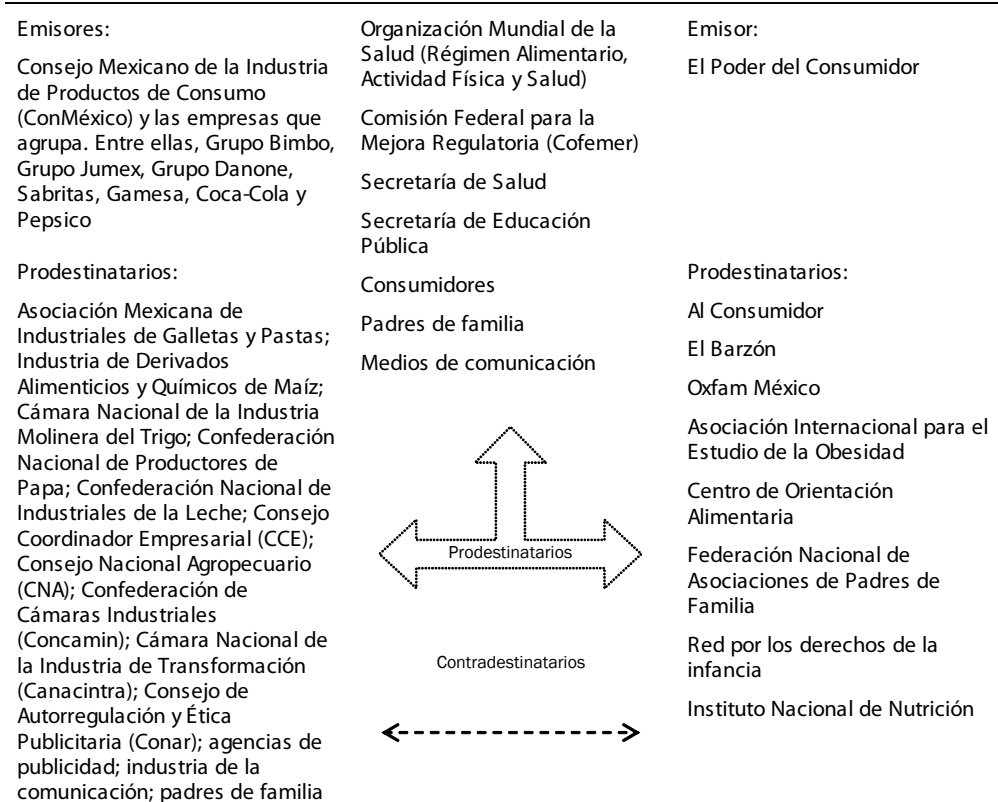 Emisores:
Consejo Mexicano de la Industria
de Productos de Consumo
(ConMéxico) y las empresas que
agrupa. Entre ellas, Grupo Bimbo,
Grupo Jumex, Grupo Danone,
Sabritas, Gamesa, Coca-Cola y
Pepsico
Prodestinatarios:
Asociación Mexicana de
Industriales de Galletas y Pastas;
Industria de Derivados
Alimenticios y Químicos de Maíz;
Cámara Nacional de la Industria
Molinera del Trigo; Confederación
Nacional de Productores de
Papa; Confederación Nacional de
Industriales de la Leche; Consejo
Coordinador Empresarial (CCE);
Consejo Nacional Agropecuario
(CNA); Confederación de
Cámaras Industriales
(Concamin); Cámara Nacional de
la Industria de Transformación
(Canacintra); Consejo de
Autorregulación y Ética
Publicitaria (Conar); agencias de
publicidad; industria de la
comunicación; padres de familia
Organización Mundial de la
Salud (Régimen Alimentario,
Actividad Física y Salud)
Comisión Federal para la
Mejora Regulatoria (Cofemer)
Secretaría de Salud
Secretaría de Educación
Pública
Consumidores
Padres de familia
Medios de comunicación
Prodestinatarios
Contradestinatarios
Emisor:
El Poder del Consumidor
Prodestinatarios:
Al Consumidor
El Barzón
Oxfam México
Asociación Internacional para el
Estudio de la Obesidad
Centro de Orientación
Alimentaria
Federación Nacional de
Asociaciones de Padres de
Familia
Red por los derechos de la
infancia
Instituto Nacional de Nutrición